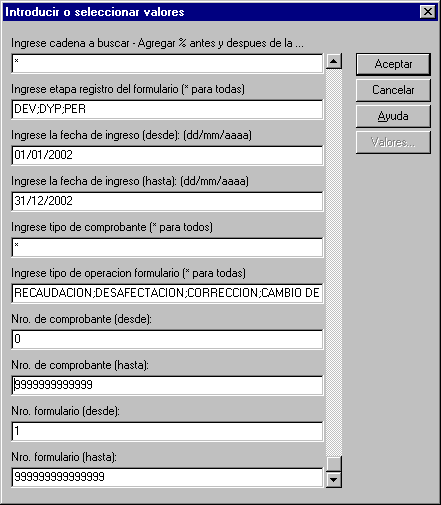 Introducir o seleccionar valores
Ingrese cadena a buscar - Agregar % antes y despues de la ...
*
Aceptar
Ingrese etapa registro del formulario (* para todas)
Cancelar
DEV;DYP;PER
Ayuda
Ingrese la fecha de ingreso (desde): (dd/mm/aaaa)
Valores...
01/01/2002
Ingrese la fecha de ingreso (hasta): (dd/mm/aaaa)
31/12/2002
Ingrese tipo de comprobante (* para todos)
*
Ingrese tipo de operacion formulario (* para todas)
RECAUDACION;DESAFECTACION;CORRECCION;CAMBIO DE
Nro. de comprobante (desde):
0
Nro. de comprobante (hasta):
9999999999999
Nro. formulario (desde):
1
Nro. formulario (hasta):
999999999999999